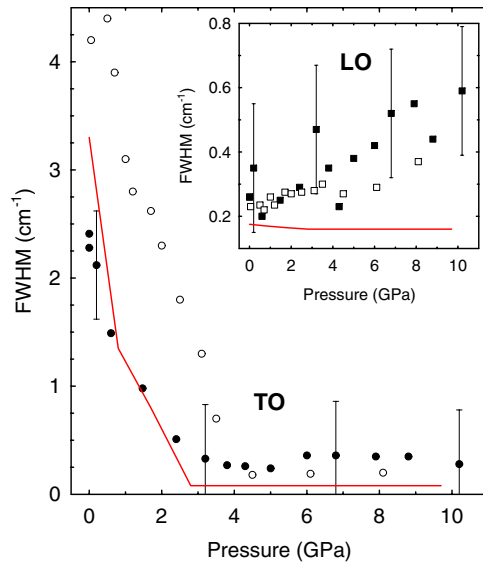 4
3
2
1
0
FWHM (cm-1)
0 2 4 6 8 10
Pressure (GPa)
TO
0.8
0.6
0.4
0.2
FWHM (cm-1)
LO
0 2 4 6 8 10
Pressure (GPa)